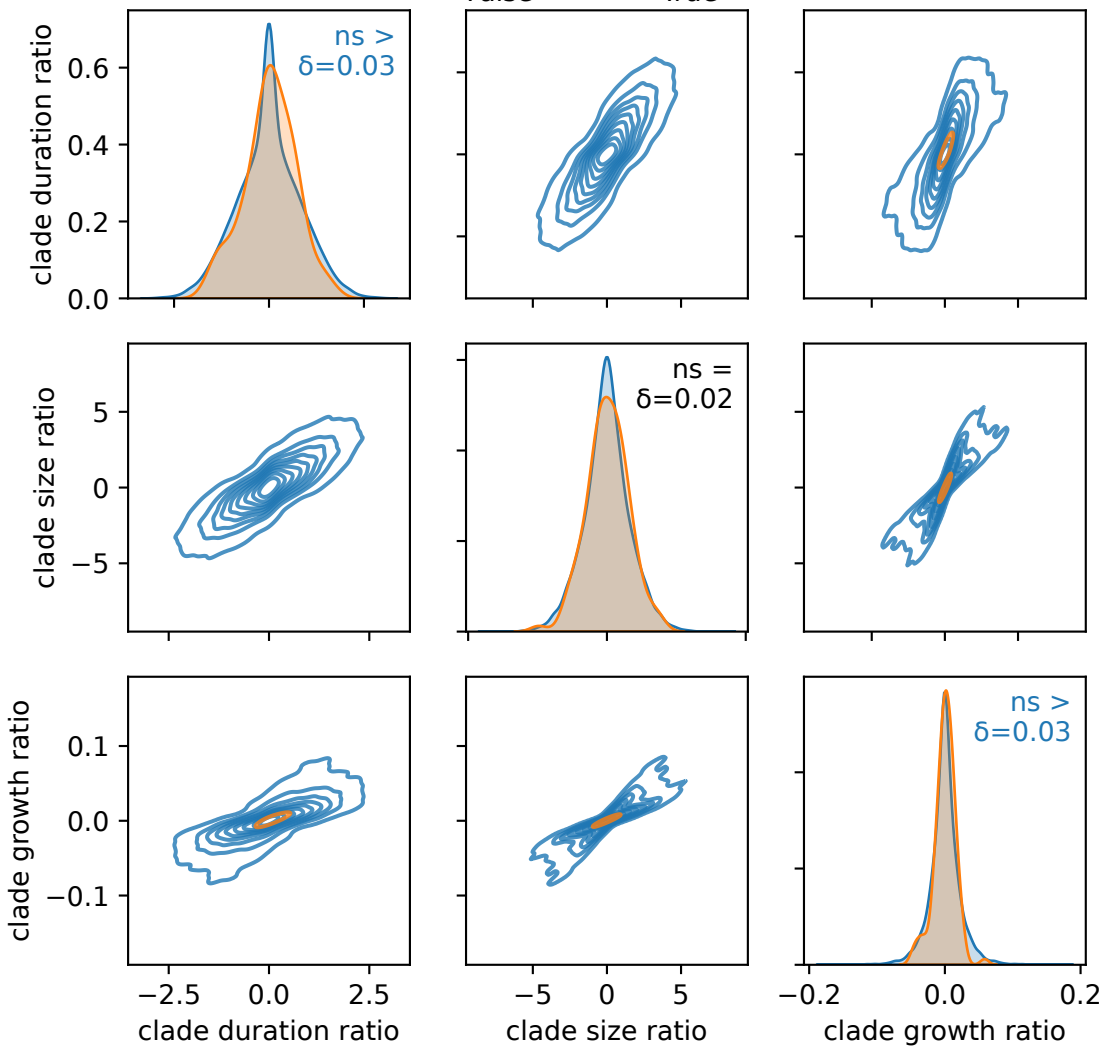 True
ns >
δ=0.03
clade duration ratio
0.6
0.4
0.2
0.0
ns =
δ=0.02
clade size ratio
5
0
−5
ns >
δ=0.03
clade growth ratio
0.1
0.0
−0.1
−2.5 0.0 2.5
−5 0 5
−0.2 0.0 0.2
clade duration ratio
clade size ratio
clade growth ratio